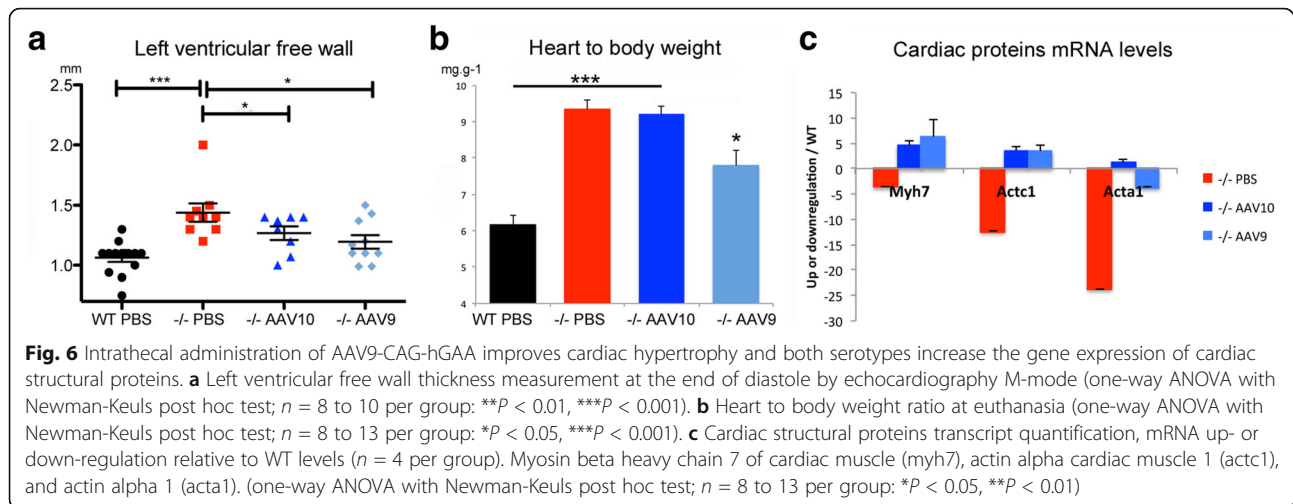 a
Left ventricular free wall
mm
2.5
2.0
1.5
1.0
***
*
*
WT PBS -/- PBS -/- AAV10 -/- AAV9
b
Heart to body weight
mg.g-1
10
9
8
7
6
5
4
***
*
WT PBS -/- PBS -/- AAV10 -/- AAV9
c
Cardiac proteins mRNA levels
Up or downregulation / WT
15
10
5
0
-5
-10
-15
-20
-25
-30
Myh7 Actc1 Acta1
-/- PBS
-/- AAV10
-/- AAV9
Fig. 6 Intrathecal administration of AAV9-CAG-hGAA improves cardiac hypertrophy and both serotypes increase the gene expression of cardiac
structural proteins. a Left ventricular free wall thickness measurement at the end of diastole by echocardiography M-mode (one-way ANOVA with
Newman-Keuls post hoc test; n = 8 to 10 per group: **P < 0.01, ***P < 0.001). b Heart to body weight ratio at euthanasia (one-way ANOVA with
Newman-Keuls post hoc test; n = 8 to 13 per group: *P < 0.05, ***P < 0.001). c Cardiac structural proteins transcript quantification, mRNA up- or
down-regulation relative to WT levels (n = 4 per group). Myosin beta heavy chain 7 of cardiac muscle (myh7), actin alpha cardiac muscle 1 (actc1),
and actin alpha 1 (acta1). (one-way ANOVA with Newman-Keuls post hoc test; n = 8 to 13 per group: *P < 0.05, **P < 0.01)